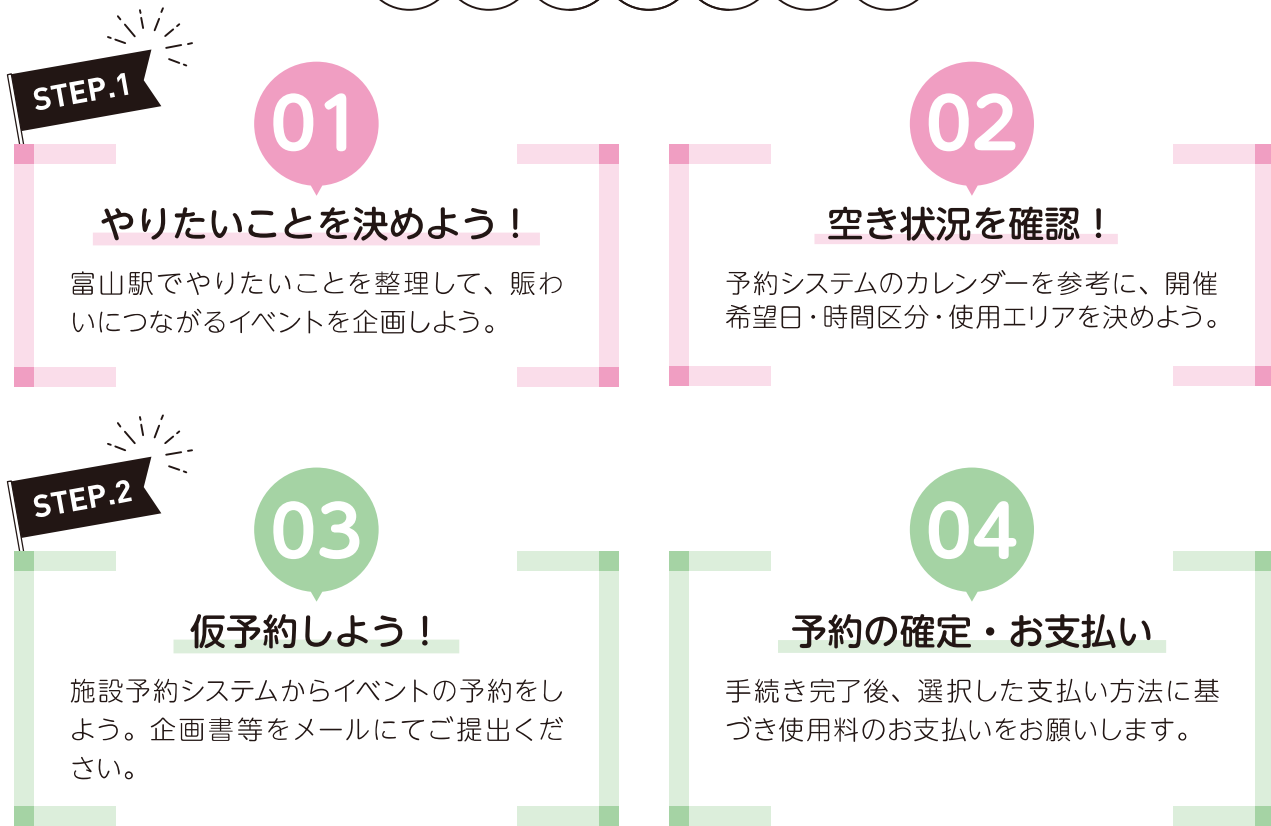 STEP.1
01
やりたいことを決めよう！
富山駅でやりたいことを整理して、賑わ
いにつながるイベントを企画しよう。
02
空き状況を確認！
予約システムのカレンダーを参考に、開催
希望日・時間区分・使用エリアを決めよう。
STEP.2
03
仮予約しよう！
施設予約システムからイベントの予約をし
よう。企画書等をメールにてご提出くだ
さい。
04
予約の確定・お支払い
手続き完了後、選択した支払い方法に基
づき使用料のお支払いをお願いします。